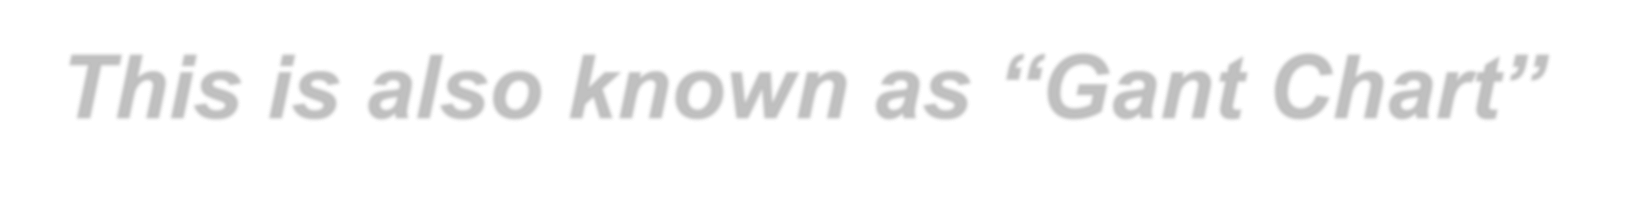 This is also known as “Gant Chart”